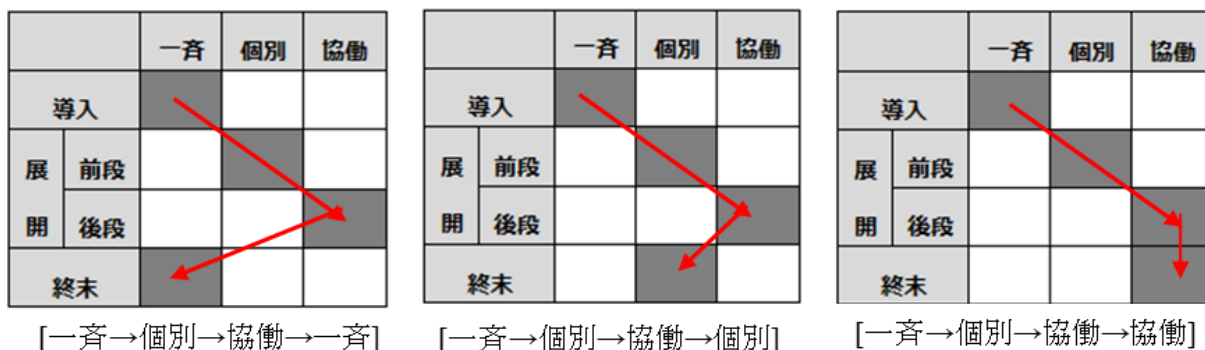 一斉 個別 協働
導入
展 前段
開 後段
終末
[一斉→個別→協働→一斉]
一斉 個別 協働
導入
展 前段
開 後段
終末
[一斉→個別→協働→個別]
一斉 個別 協働
導入
展 前段
開 後段
終末
[一斉→個別→協働→協働]